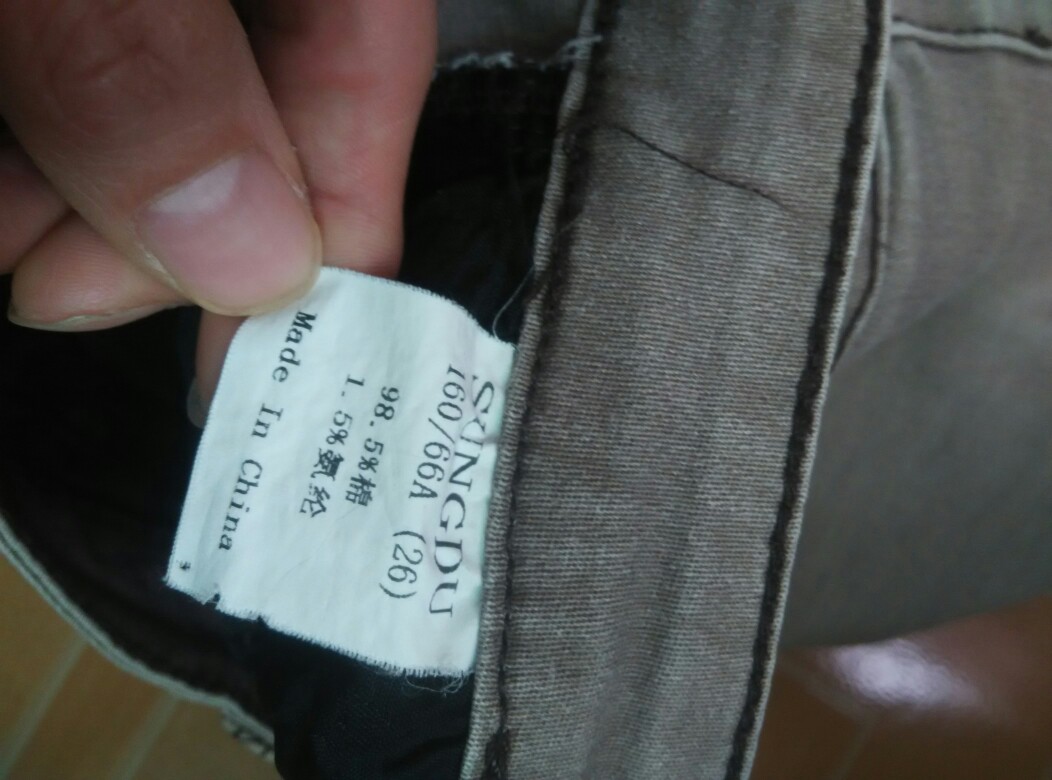 SUNGDU
160/66A (26)
98.5%棉
1.5%氨纶
Made In China